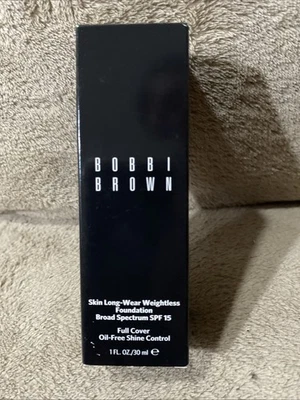 BOBBI
BROWN
Skin Long-Wear Weightless
Foundation
Broad Spectrum SPF 15
Full Cover
Oil-Free Shine Control
1 FL. OZ./30 ml ℮